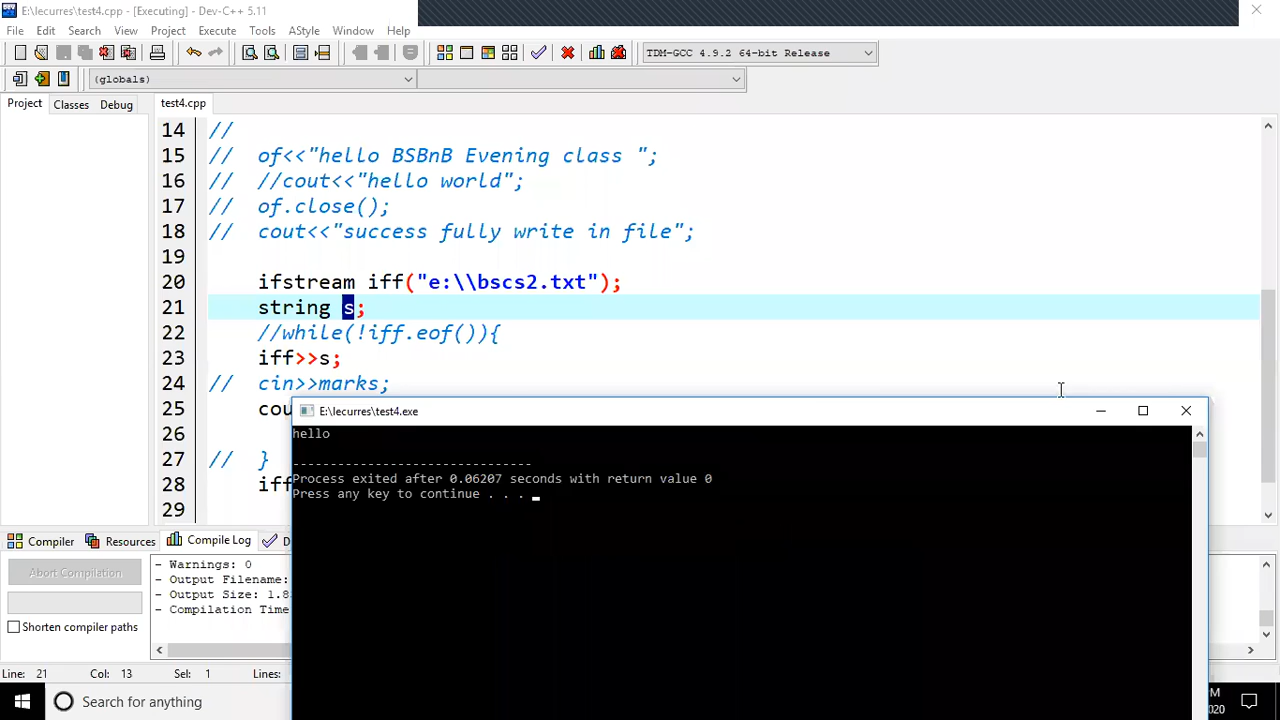 E:\lecurres\test4.cpp - [Executing] - Dev-C++ 5.11
File Edit Search View Project Execute Tools AStyle Window Help
TDM-GCC 4.9.2 64-bit Release
(globals)
Project Classes Debug
test4.cpp
14 //
15 // of<<"hello BSBnB Evening class ";
16 // //cout<<"hello world";
17 // of.close();
18 // cout<<"success fully write in file";
19
20 ifstream iff("e:\\bscs2.txt");
21 string s;
22 //while(!iff.eof()){
23 iff>>s;
24 // cin>>marks;
25 cou
26
27 // }
28 iff
29
E:\lecurres\test4.exe
hello
--------------------------------
Process exited after 0.06207 seconds with return value 0
Press any key to continue . . .
Compiler Resources Compile Log D
Abort Compilation
Shorten compiler paths
- Warnings: 0
- Output Filename:
- Output Size: 1.8
- Compilation Time
Line: 21 Col: 13 Sel: 1 Lines:
Search for anything
M
2020